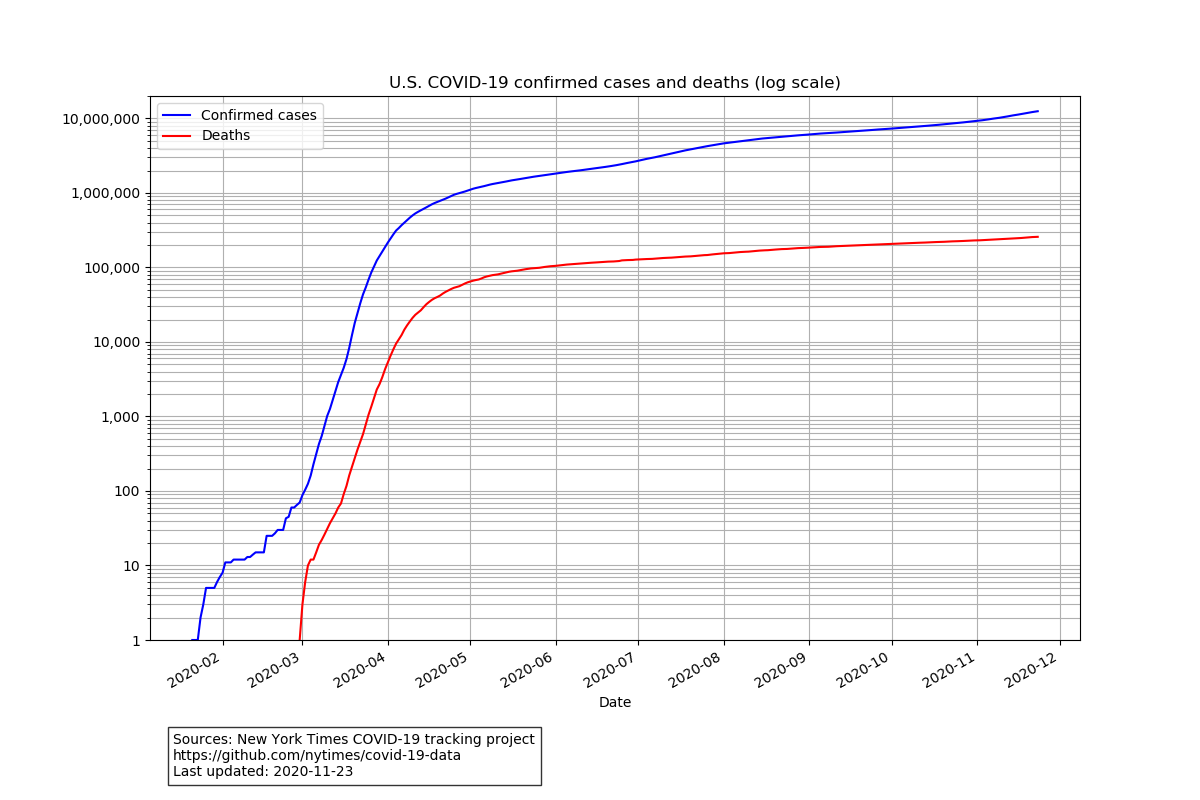 U.S. COVID-19 confirmed cases and deaths (log scale)
Confirmed cases
Deaths
10,000,000
1,000,000
100,000
10,000
1,000
100
10
1
2020-02
2020-03
2020-04
2020-05
2020-06
2020-07
2020-08
2020-09
2020-10
2020-11
2020-12
Date
Sources: New York Times COVID-19 tracking project
https://github.com/nytimes/covid-19-data
Last updated: 2020-11-23